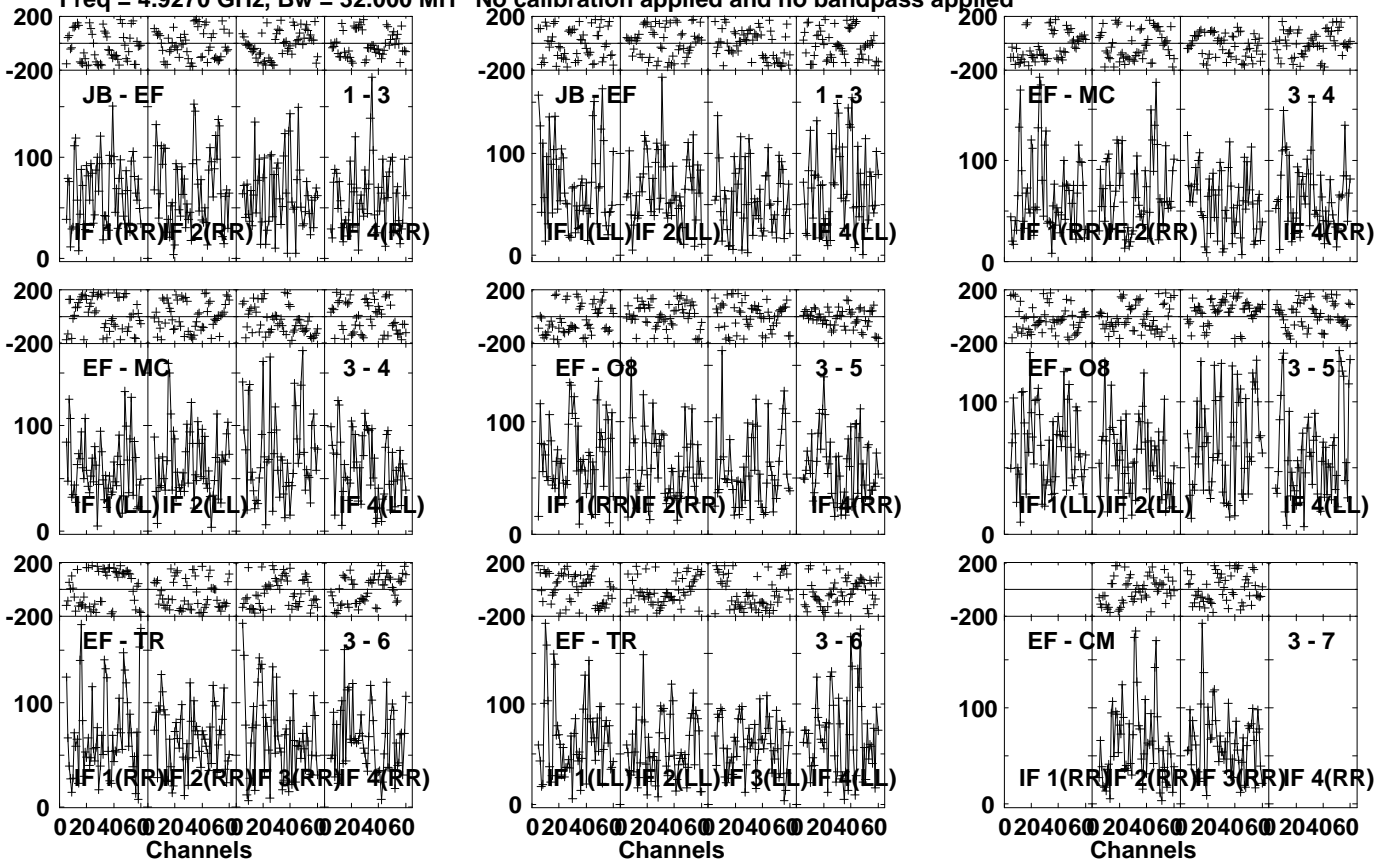 Freq = 4.9270 GHz, Bw = 32.000 MH No calibration applied and no bandpass applied
200
-200
JB - EF 1 - 3
100
IF 1(RR) IF 2(RR) IF 4(RR)
0
200
-200
JB - EF 1 - 3
100
IF 1(LL) IF 2(LL) IF 4(LL)
0
200
-200
EF - MC 3 - 4
100
IF 1(RR) IF 2(RR) IF 4(RR)
0
200
-200
EF - MC 3 - 4
100
IF 1(LL) IF 2(LL) IF 4(LL)
0
200
-200
EF - O8 3 - 5
100
IF 1(RR) IF 2(RR) IF 4(RR)
0
200
-200
EF - O8 3 - 5
100
IF 1(LL) IF 2(LL) IF 4(LL)
0
200
-200
EF - TR 3 - 6
100
IF 1(RR) IF 2(RR) IF 3(RR) IF 4(RR)
0
0 20 40 60 0 20 40 60 0 20 40 60 0 20 40 60
Channels
200
-200
EF - TR 3 - 6
100
IF 1(LL) IF 2(LL) IF 3(LL) IF 4(LL)
0
0 20 40 60 0 20 40 60 0 20 40 60 0 20 40 60
Channels
200
-200
EF - CM 3 - 7
100
IF 1(RR) IF 2(RR) IF 3(RR) IF 4(RR)
0
0 20 40 60 0 20 40 60 0 20 40 60 0 20 40 60
Channels